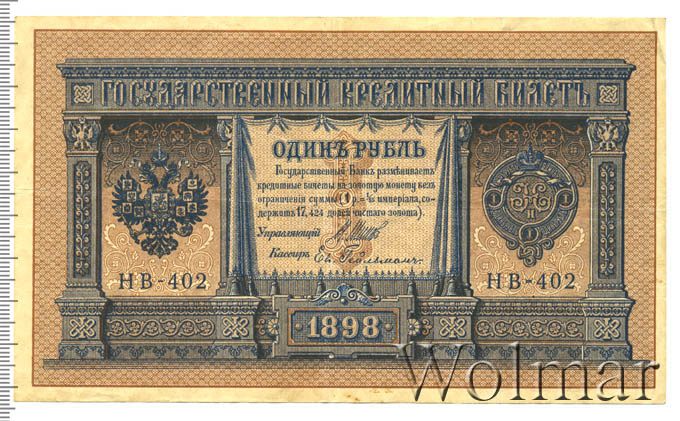 ГОСУДАРСТВЕННЫЙ КРЕДИТНЫЙ БИЛЕТЪ
ОДИНЪ РУБЛЬ
Государственный Банкъ размѣниваетъ
кредитные билеты на золотую монету безъ
ограниченія суммы (1 р.= 1/15 имперіала, со-
держитъ 17,424 долей чистаго золота).
Управляющій
Кассиръ
НВ-402
НВ-402
1898
Wolmar